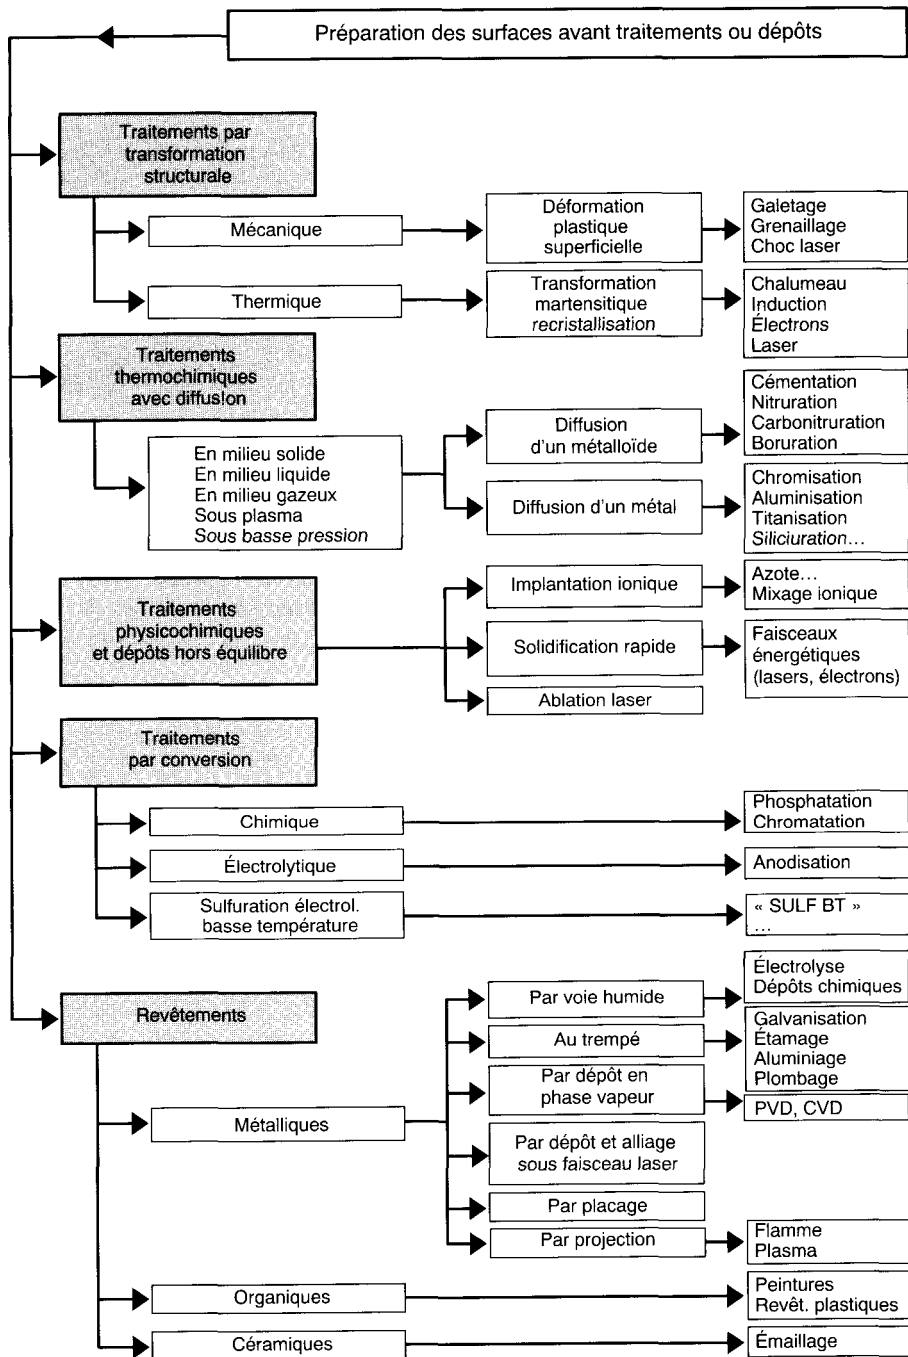 Préparation des surfaces avant traitements ou dépôts
Traitements par
transformation
structurale
Mécanique
Déformation
plastique
superficielle
Galetage
Grenaillage
Choc laser
Thermique
Transformation
martensitique
recristallisation
Chalumeau
Induction
Électrons
Laser
Traitements
thermochimiques
avec diffusion
En milieu solide
En milieu liquide
En milieu gazeux
Sous plasma
Sous basse pression
Diffusion
d'un métalloïde
Cémentation
Nitruration
Carbonitruration
Boruration
Diffusion d'un métal
Chromisation
Aluminisation
Titanisation
Siliciuration…
Traitements
physicochimiques
et dépôts hors équilibre
Implantation ionique
Azote…
Mixage ionique
Solidification rapide
Faisceaux
énergétiques
(lasers, électrons)
Ablation laser
Traitements
par conversion
Chimique
Phosphatation
Chromatation
Électrolytique
Anodisation
Sulfuration électrol.
basse température
« SULF BT »
…
Revêtements
Métalliques
Par voie humide
Électrolyse
Dépôts chimiques
Au trempé
Galvanisation
Étamage
Aluminiage
Plombage
Par dépôt en
phase vapeur
PVD, CVD
Par dépôt et alliage
sous faisceau laser
Par placage
Par projection
Flamme
Plasma
Organiques
Peintures
Revêt. plastiques
Céramiques
Émaillage